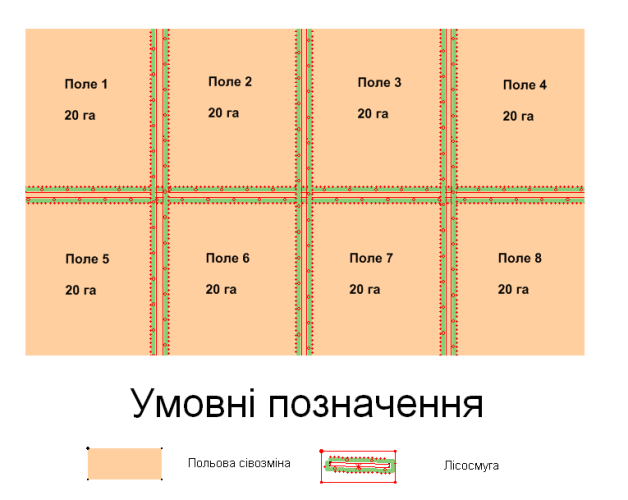 Поле 1
20 га
Поле 2
20 га
Поле 3
20 га
Поле 4
20 га
Поле 5
20 га
Поле 6
20 га
Поле 7
20 га
Поле 8
20 га
Умовні позначення
Польова сівозміна
Лісосмуга